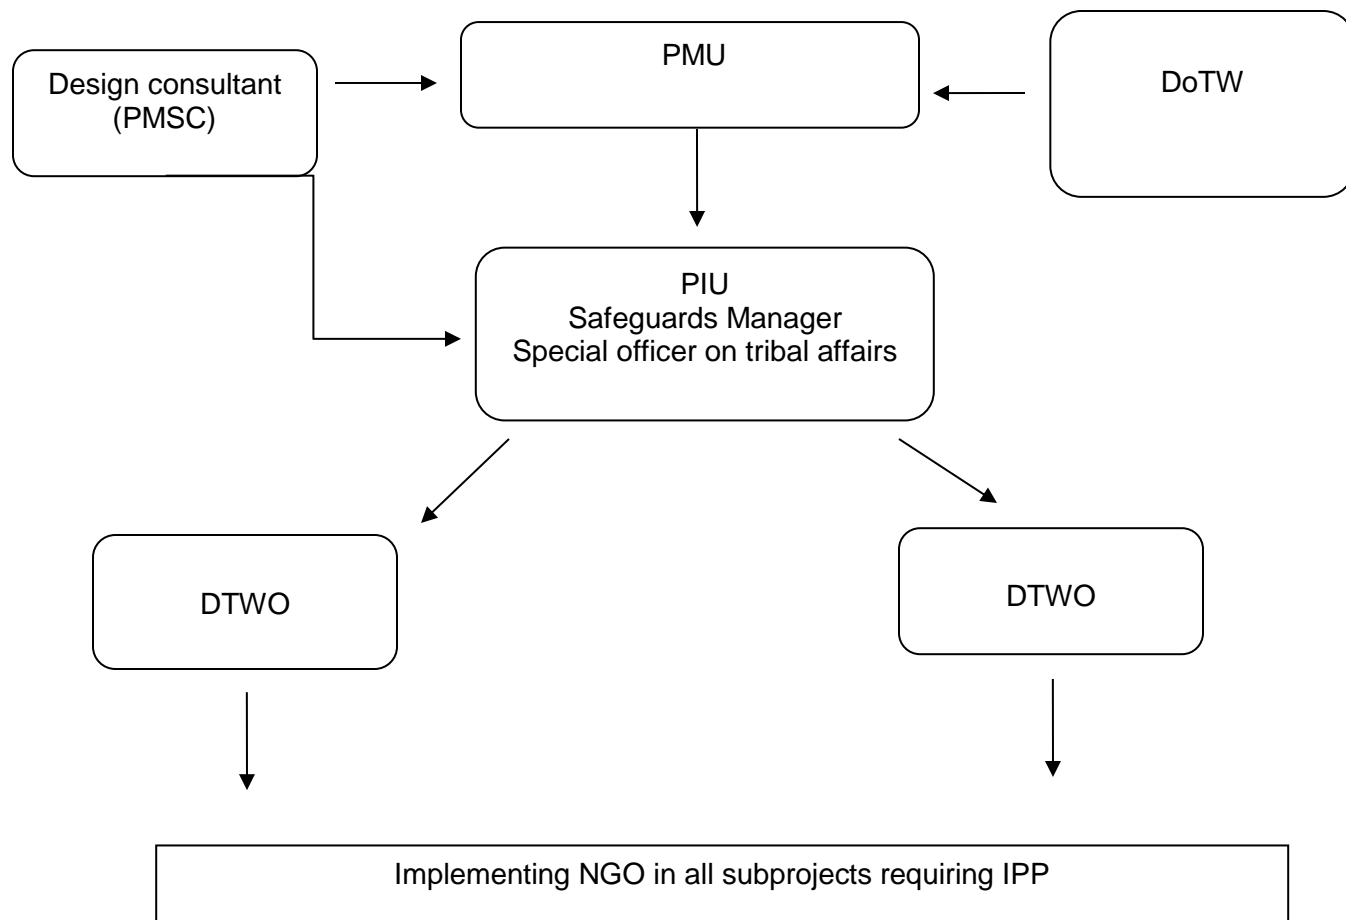 Design consultant
(PMSC)
PMU
DoTW
PIU
Safeguards Manager
Special officer on tribal affairs
DTWO
DTWO
Implementing NGO in all subprojects requiring IPP